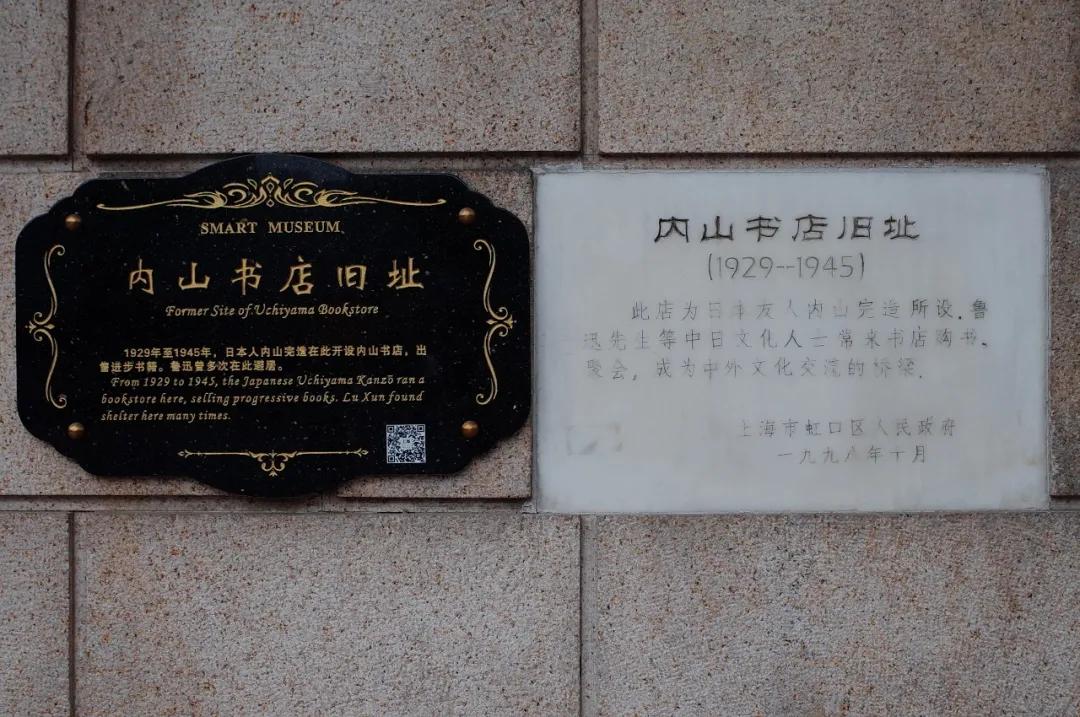 SMART MUSEUM
内山书店旧址
Former Site of Uchiyama Bookstore
1929年至1945年，日本人内山完造在此开设内山书店，出
售进步书籍。鲁迅曾多次在此避居。
From 1929 to 1945, the Japanese Uchiyama Kanzō ran a
bookstore here, selling progressive books. Lu Xun found
shelter here many times.
内山书店旧址
(1929--1945)
此店为日本友人内山完造所设，鲁
迅先生等中日文化人士常来书店购书、
聚会，成为中外文化交流的桥梁。
上海市虹口区人民政府
一九九八年十月